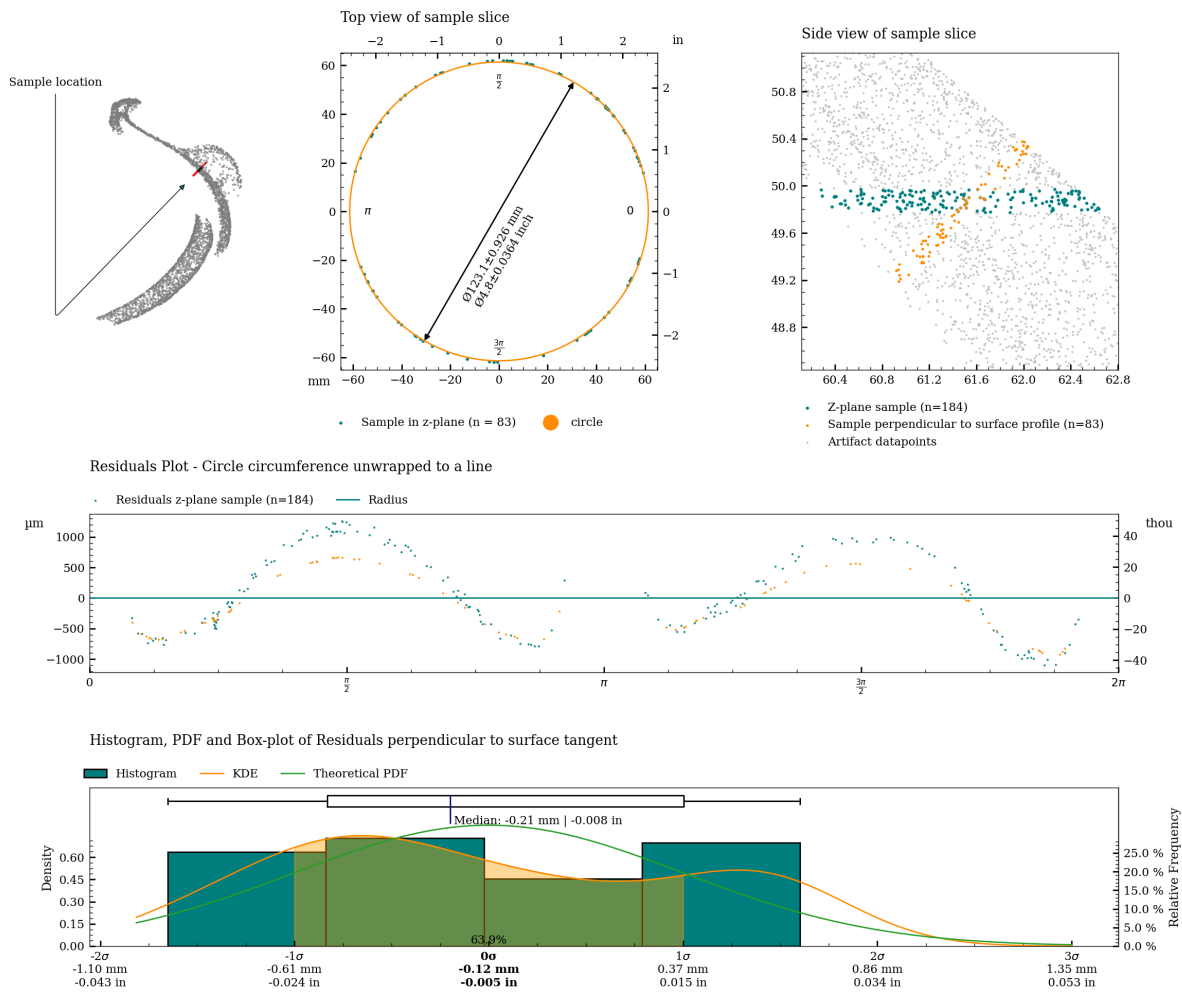 Sample location
Top view of sample slice
−2 −1 0 1 2 in
60
40
20
0
−20
−40
−60
2
1
0
−1
−2
π/2
π
0
3π/2
Ø123.1±0.926 mm
Ø4.8±0.0364 inch
mm −60 −40 −20 0 20 40 60
Sample in z-plane (n = 83) circle
Side view of sample slice
50.8
50.4
50.0
49.6
49.2
48.8
60.4 60.8 61.2 61.6 62.0 62.4 62.8
Z-plane sample (n=184)
Sample perpendicular to surface profile (n=83)
Artifact datapoints
Residuals Plot - Circle circumference unwrapped to a line
Residuals z-plane sample (n=184) Radius
µm thou
1000
500
0
−500
−1000
40
20
0
−20
−40
0 π/2 π 3π/2 2π
Histogram, PDF and Box-plot of Residuals perpendicular to surface tangent
Histogram KDE Theoretical PDF
Median: -0.21 mm | -0.008 in
Density
0.60
0.45
0.30
0.15
0.00
63.9%
Relative Frequency
25.0 %
20.0 %
15.0 %
10.0 %
5.0 %
0.0 %
-2σ -1σ 0σ 1σ 2σ 3σ
-1.10 mm -0.61 mm -0.12 mm 0.37 mm 0.86 mm 1.35 mm
-0.043 in -0.024 in -0.005 in 0.015 in 0.034 in 0.053 in